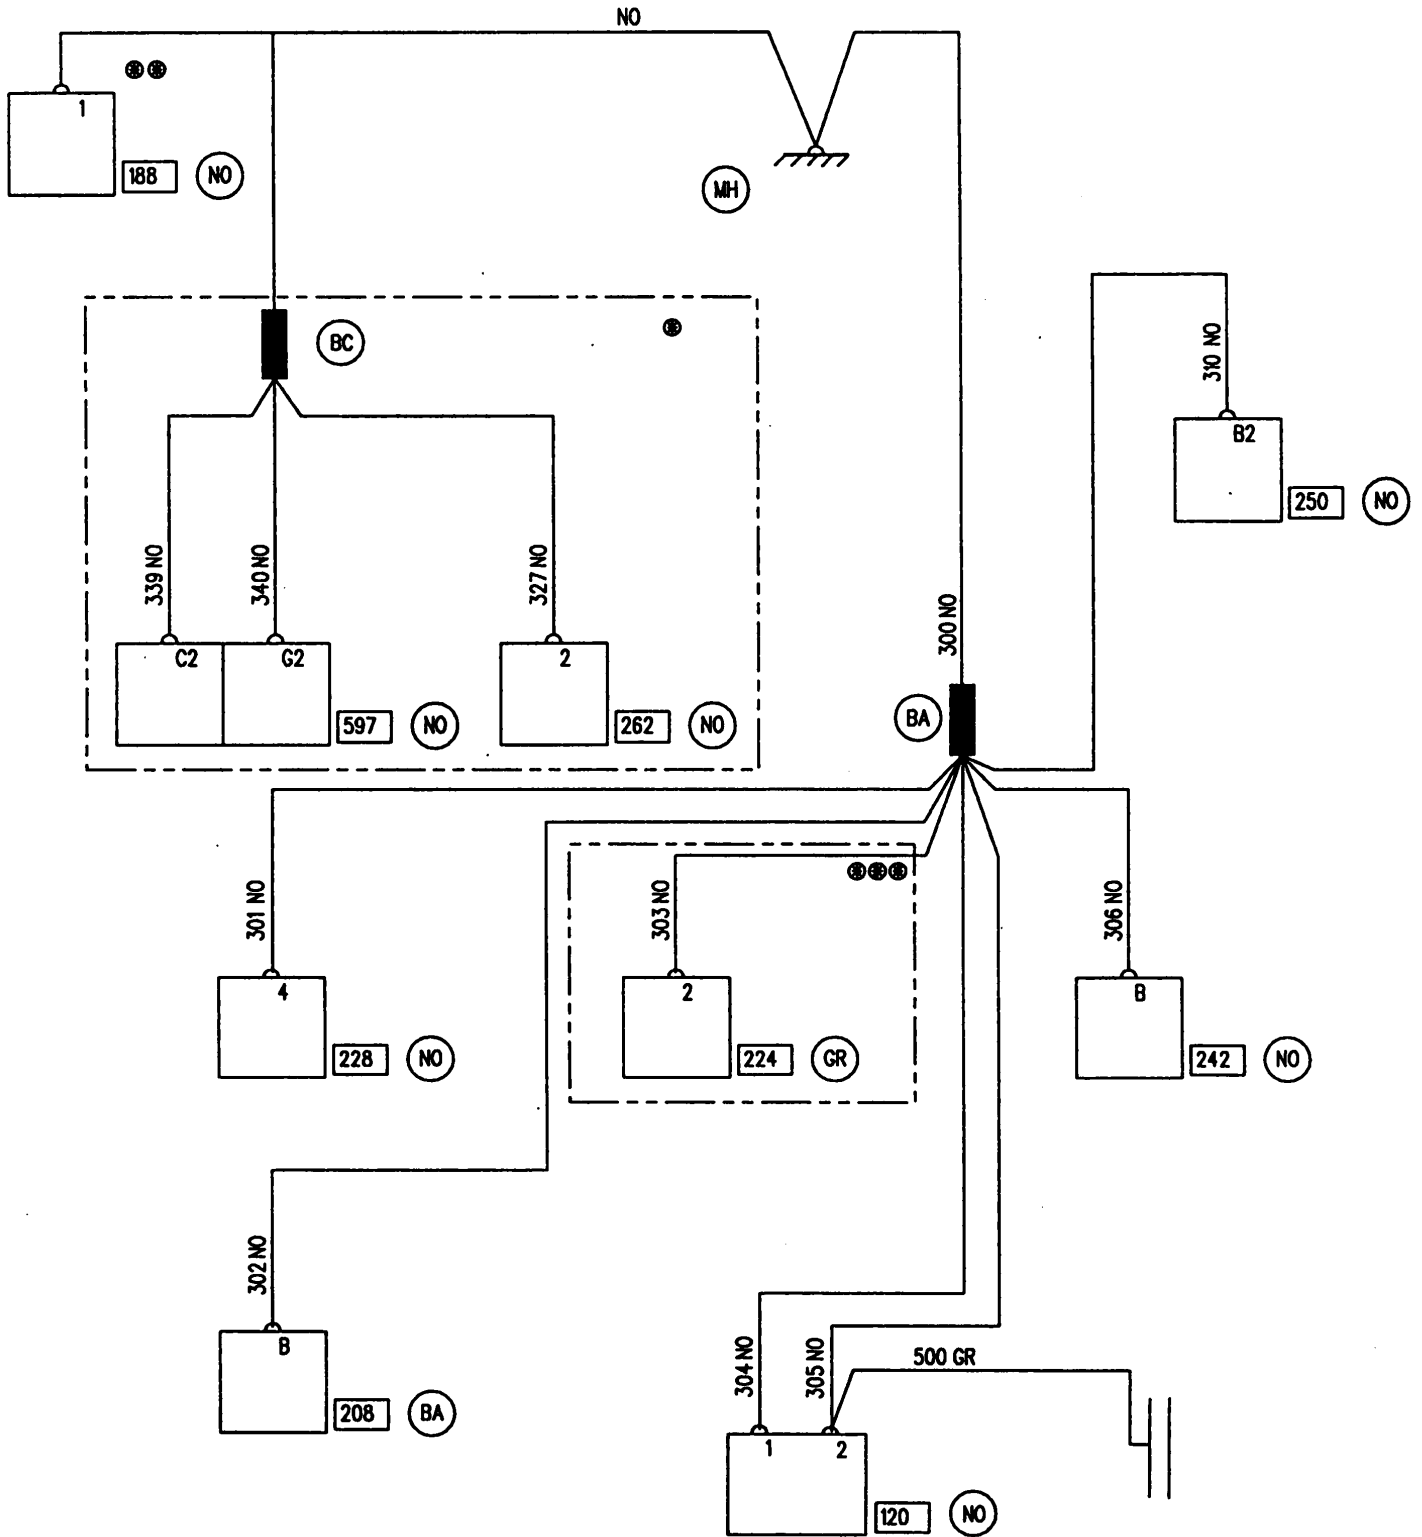 NO
1
188 NO
MH
BC
310 NO
B2
250 NO
339 NO
340 NO
327 NO
300 NO
C2
G2
2
597 NO
262 NO
BA
301 NO
303 NO
306 NO
4
2
B
228 NO
224 GR
242 NO
302 NO
B
208 BA
304 NO
305 NO
500 GR
1
2
120 NO